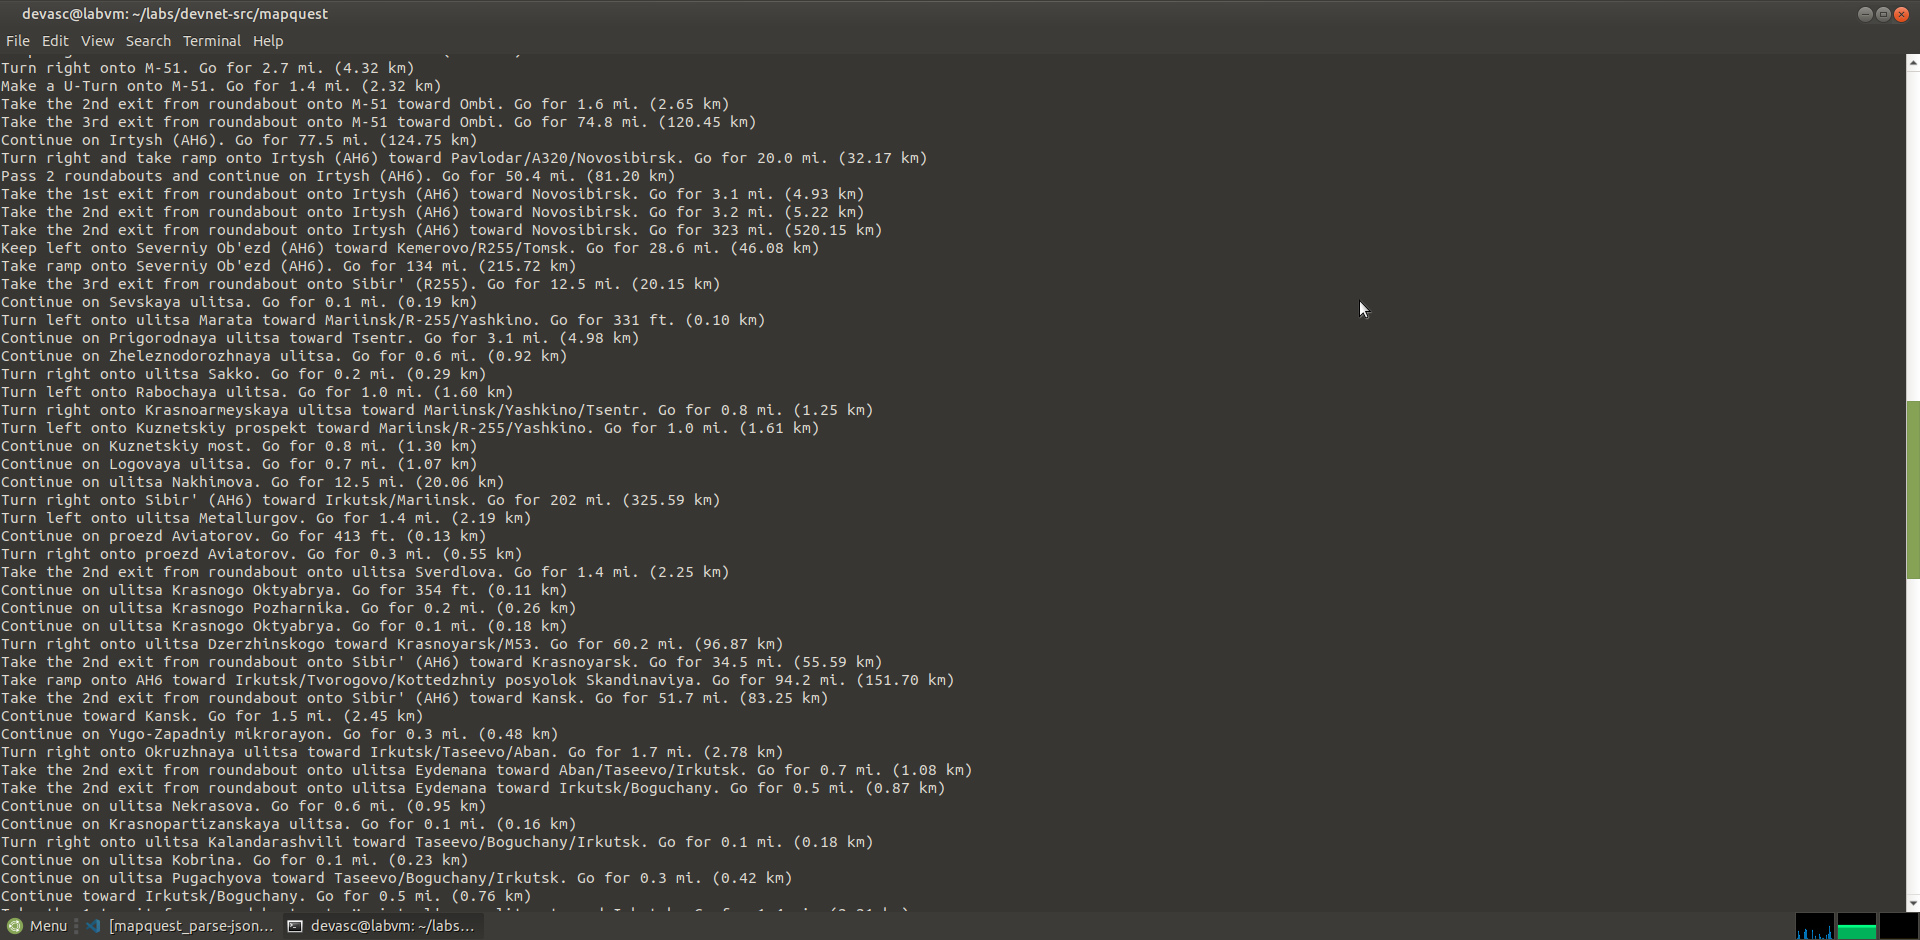 devasc@labvm: ~/labs/devnet-src/mapquest
File Edit View Search Terminal Help
Turn right onto M-51. Go for 2.7 mi. (4.32 km)
Make a U-Turn onto M-51. Go for 1.4 mi. (2.32 km)
Take the 2nd exit from roundabout onto M-51 toward Ombi. Go for 1.6 mi. (2.65 km)
Take the 3rd exit from roundabout onto M-51 toward Ombi. Go for 74.8 mi. (120.45 km)
Continue on Irtysh (AH6). Go for 77.5 mi. (124.75 km)
Turn right and take ramp onto Irtysh (AH6) toward Pavlodar/A320/Novosibirsk. Go for 20.0 mi. (32.17 km)
Pass 2 roundabouts and continue on Irtysh (AH6). Go for 50.4 mi. (81.20 km)
Take the 1st exit from roundabout onto Irtysh (AH6) toward Novosibirsk. Go for 3.1 mi. (4.93 km)
Take the 2nd exit from roundabout onto Irtysh (AH6) toward Novosibirsk. Go for 3.2 mi. (5.22 km)
Take the 2nd exit from roundabout onto Irtysh (AH6) toward Novosibirsk. Go for 323 mi. (520.15 km)
Keep left onto Severniy Ob'ezd (AH6) toward Kemerovo/R255/Tomsk. Go for 28.6 mi. (46.08 km)
Take ramp onto Severniy Ob'ezd (AH6). Go for 134 mi. (215.72 km)
Take the 3rd exit from roundabout onto Sibir' (R255). Go for 12.5 mi. (20.15 km)
Continue on Sevskaya ulitsa. Go for 0.1 mi. (0.19 km)
Turn left onto ulitsa Marata toward Mariinsk/R-255/Yashkino. Go for 331 ft. (0.10 km)
Continue on Prigorodnaya ulitsa toward Tsentr. Go for 3.1 mi. (4.98 km)
Continue on Zheleznodorozhnaya ulitsa. Go for 0.6 mi. (0.92 km)
Turn right onto ulitsa Sakko. Go for 0.2 mi. (0.29 km)
Turn left onto Rabochaya ulitsa. Go for 1.0 mi. (1.60 km)
Turn right onto Krasnoarmeyskaya ulitsa toward Mariinsk/Yashkino/Tsentr. Go for 0.8 mi. (1.25 km)
Turn left onto Kuznetskiy prospekt toward Mariinsk/R-255/Yashkino. Go for 1.0 mi. (1.61 km)
Continue on Kuznetskiy most. Go for 0.8 mi. (1.30 km)
Continue on Logovaya ulitsa. Go for 0.7 mi. (1.07 km)
Continue on ulitsa Nakhimova. Go for 12.5 mi. (20.06 km)
Turn right onto Sibir' (AH6) toward Irkutsk/Mariinsk. Go for 202 mi. (325.59 km)
Turn left onto ulitsa Metallurgov. Go for 1.4 mi. (2.19 km)
Continue on proezd Aviatorov. Go for 413 ft. (0.13 km)
Turn right onto proezd Aviatorov. Go for 0.3 mi. (0.55 km)
Take the 2nd exit from roundabout onto ulitsa Sverdlova. Go for 1.4 mi. (2.25 km)
Continue on ulitsa Krasnogo Oktyabrya. Go for 354 ft. (0.11 km)
Continue on ulitsa Krasnogo Pozharnika. Go for 0.2 mi. (0.26 km)
Continue on ulitsa Krasnogo Oktyabrya. Go for 0.1 mi. (0.18 km)
Turn right onto ulitsa Dzerzhinskogo toward Krasnoyarsk/M53. Go for 60.2 mi. (96.87 km)
Take the 2nd exit from roundabout onto Sibir' (AH6) toward Krasnoyarsk. Go for 34.5 mi. (55.59 km)
Take ramp onto AH6 toward Irkutsk/Tvorogovo/Kottedzhniy posyolok Skandinaviya. Go for 94.2 mi. (151.70 km)
Take the 2nd exit from roundabout onto Sibir' (AH6) toward Kansk. Go for 51.7 mi. (83.25 km)
Continue toward Kansk. Go for 1.5 mi. (2.45 km)
Continue on Yugo-Zapadniy mikrorayon. Go for 0.3 mi. (0.48 km)
Turn right onto Okruzhnaya ulitsa toward Irkutsk/Taseevo/Aban. Go for 1.7 mi. (2.78 km)
Take the 2nd exit from roundabout onto ulitsa Eydemana toward Aban/Taseevo/Irkutsk. Go for 0.7 mi. (1.08 km)
Take the 2nd exit from roundabout onto ulitsa Eydemana toward Irkutsk/Boguchany. Go for 0.5 mi. (0.87 km)
Continue on ulitsa Nekrasova. Go for 0.6 mi. (0.95 km)
Continue on Krasnopartizanskaya ulitsa. Go for 0.1 mi. (0.16 km)
Turn right onto ulitsa Kalandarashvili toward Taseevo/Boguchany/Irkutsk. Go for 0.1 mi. (0.18 km)
Continue on ulitsa Kobrina. Go for 0.1 mi. (0.23 km)
Continue on ulitsa Pugachyova toward Taseevo/Boguchany/Irkutsk. Go for 0.3 mi. (0.42 km)
Continue toward Irkutsk/Boguchany. Go for 0.5 mi. (0.76 km)
Menu [mapquest_parse-json... devasc@labvm: ~/labs...